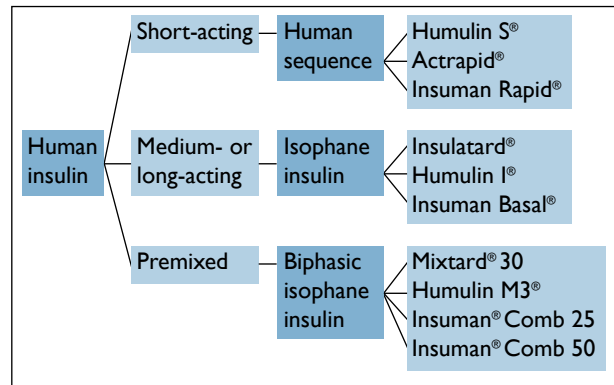 Human
insulin
Short-acting
Human
sequence
Humulin S®
Actrapid®
Insuman Rapid®
Medium- or
long-acting
Isophane
insulin
Insulatard®
Humulin I®
Insuman Basal®
Premixed
Biphasic
isophane
insulin
Mixtard® 30
Humulin M3®
Insuman® Comb 25
Insuman® Comb 50